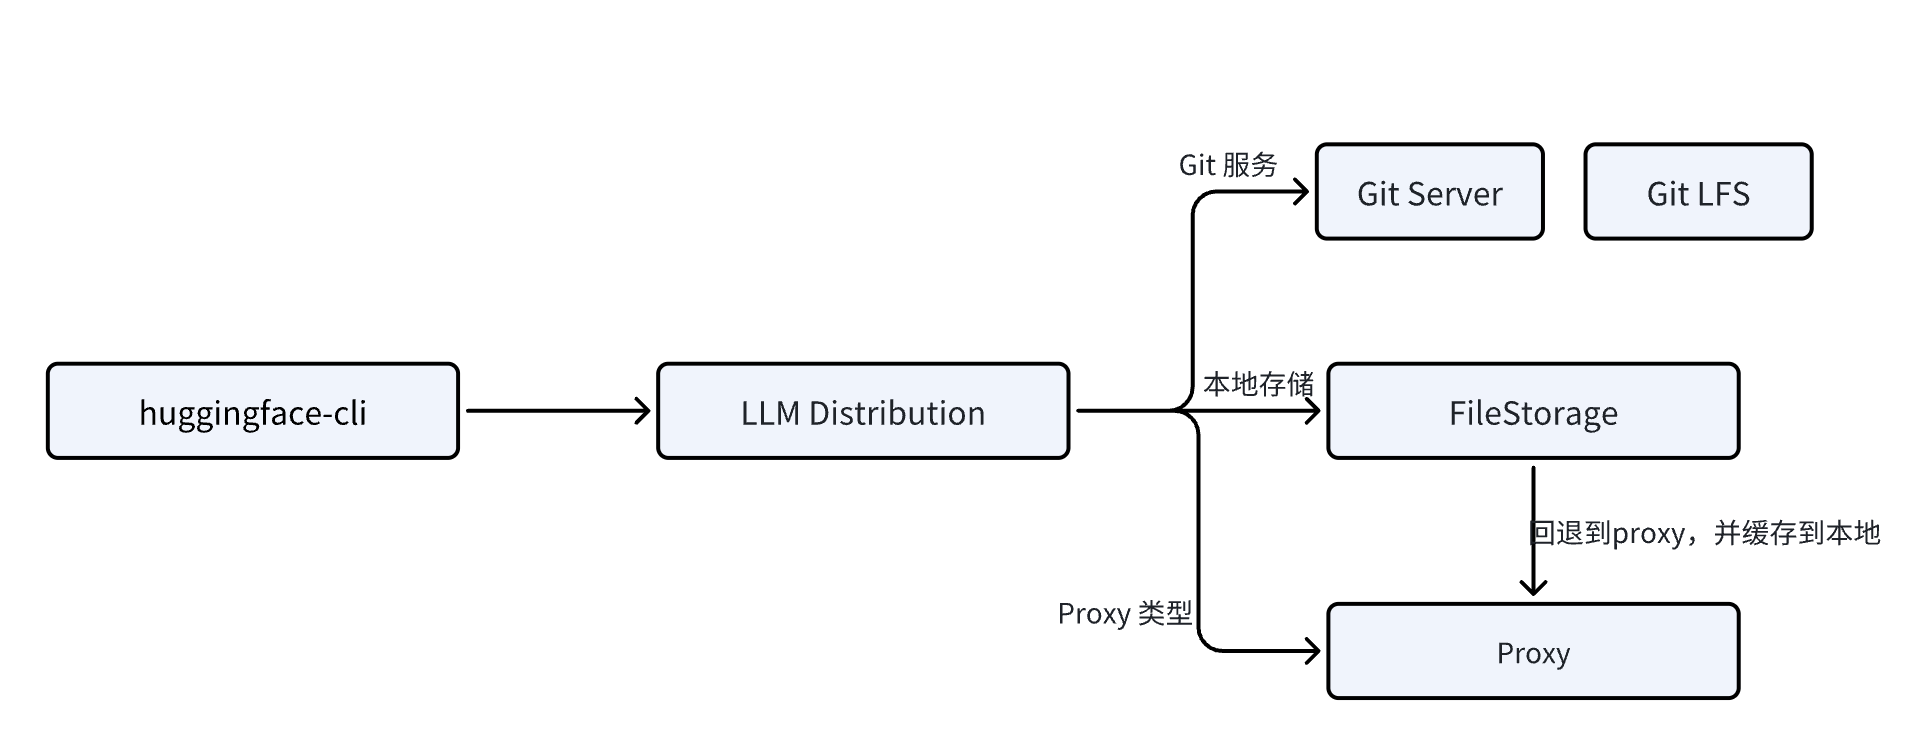 Git 服务
Git Server
Git LFS
huggingface-cli
LLM Distribution
本地存储
FileStorage
回退到proxy，并缓存到本地
Proxy 类型
Proxy